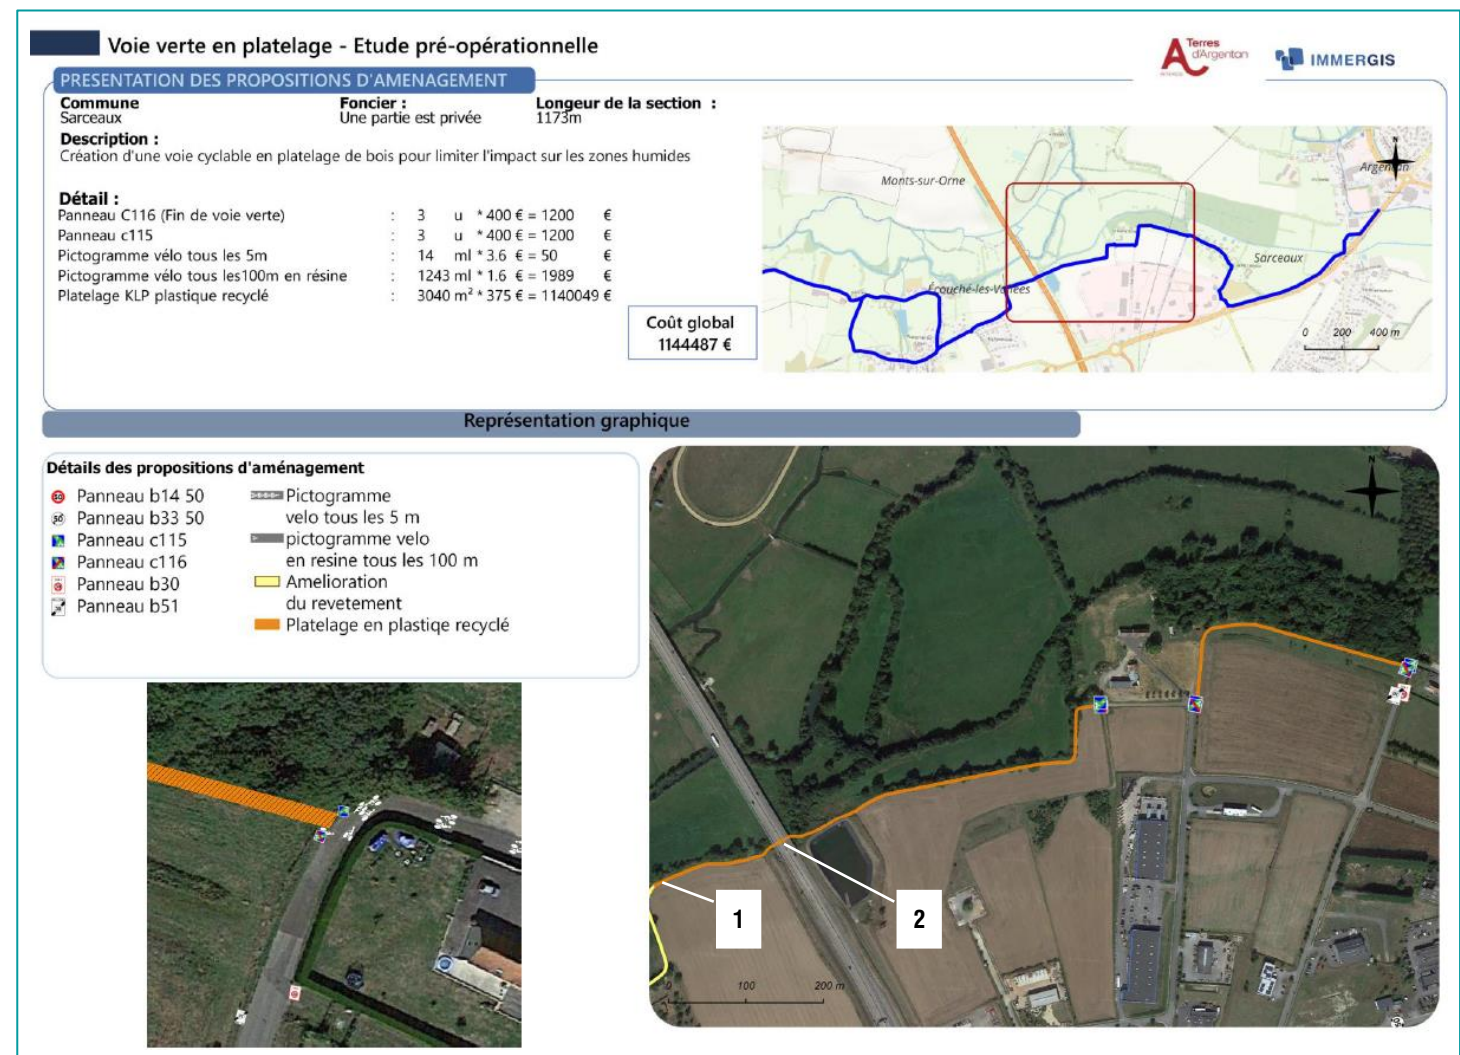 Voie verte en platelage - Etude pré-opérationnelle
Terres
d'Argentan
IMMERGIS
PRESENTATION DES PROPOSITIONS D'AMENAGEMENT
Commune
Sarceaux
Foncier :
Une partie est privée
Longeur de la section :
1173m
Description :
Création d'une voie cyclable en platelage de bois pour limiter l'impact sur les zones humides
Détail :
Panneau C116 (Fin de voie verte) : 3 u * 400 € = 1200 €
Panneau c115 : 3 u * 400 € = 1200 €
Pictogramme vélo tous les 5m : 14 ml * 3.6 € = 50 €
Pictogramme vélo tous les100m en résine : 1243 ml * 1.6 € = 1989 €
Platelage KLP plastique recyclé : 3040 m² * 375 € = 1140049 €
Coût global
1144487 €
N
Monts-sur-Orne
Argentan
Sarceaux
Écouché-les-Vallées
0 200 400 m
Représentation graphique
Détails des propositions d'aménagement
Panneau b14 50
Panneau b33 50
Panneau c115
Panneau c116
Panneau b30
Panneau b51
Pictogramme
velo tous les 5 m
pictogramme velo
en resine tous les 100 m
Amelioration
du revetement
Platelage en plastiqe recyclé
N
1
2
0 100 200 m